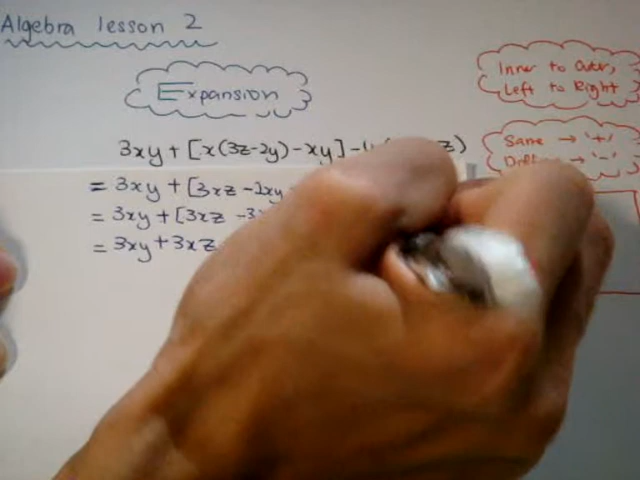 Algebra lesson 2
Expansion
Inner to Outer,
Left to Right
Same → '+'
→ '-'
3xy + [x(3z-2y) - xy] -
= 3xy + [3xz - 2xy
= 3xy + [3xz - 3
= 3xy + 3xz